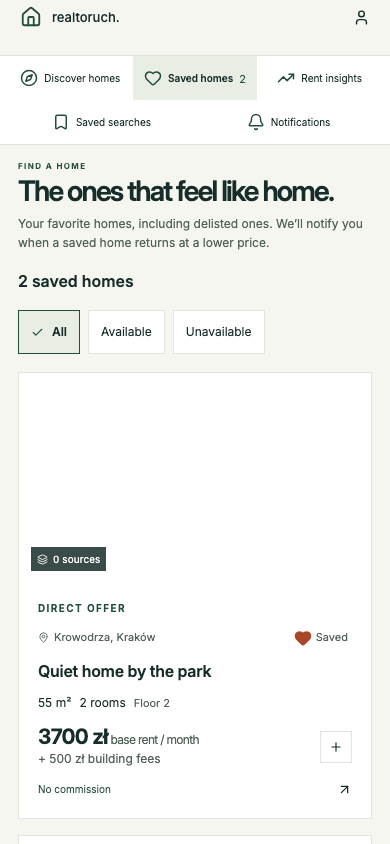 realtoruch.
Discover homes
Saved homes 2
Rent insights
Saved searches
Notifications
FIND A HOME
The ones that feel like home.
Your favorite homes, including delisted ones. We’ll notify you
when a saved home returns at a lower price.
2 saved homes
All
Available
Unavailable
0 sources
DIRECT OFFER
Krowodrza, Kraków
Saved
Quiet home by the park
55 m² 2 rooms Floor 2
3700 zł base rent / month
+ 500 zł building fees
No commission